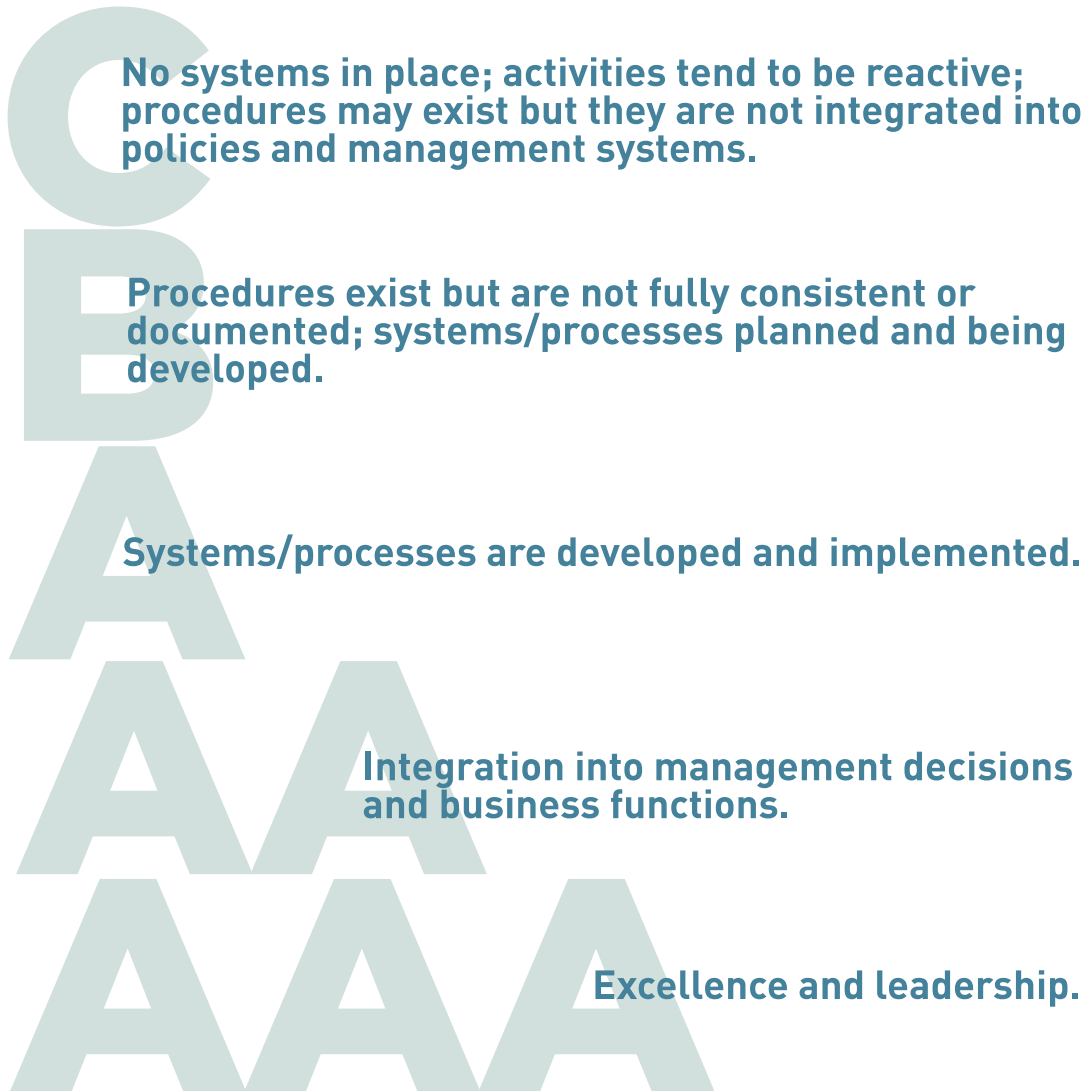 C
No systems in place; activities tend to be reactive;
procedures may exist but they are not integrated into
policies and management systems.
B
Procedures exist but are not fully consistent or
documented; systems/processes planned and being
developed.
A
Systems/processes are developed and implemented.
AA
Integration into management decisions
and business functions.
AAA
Excellence and leadership.